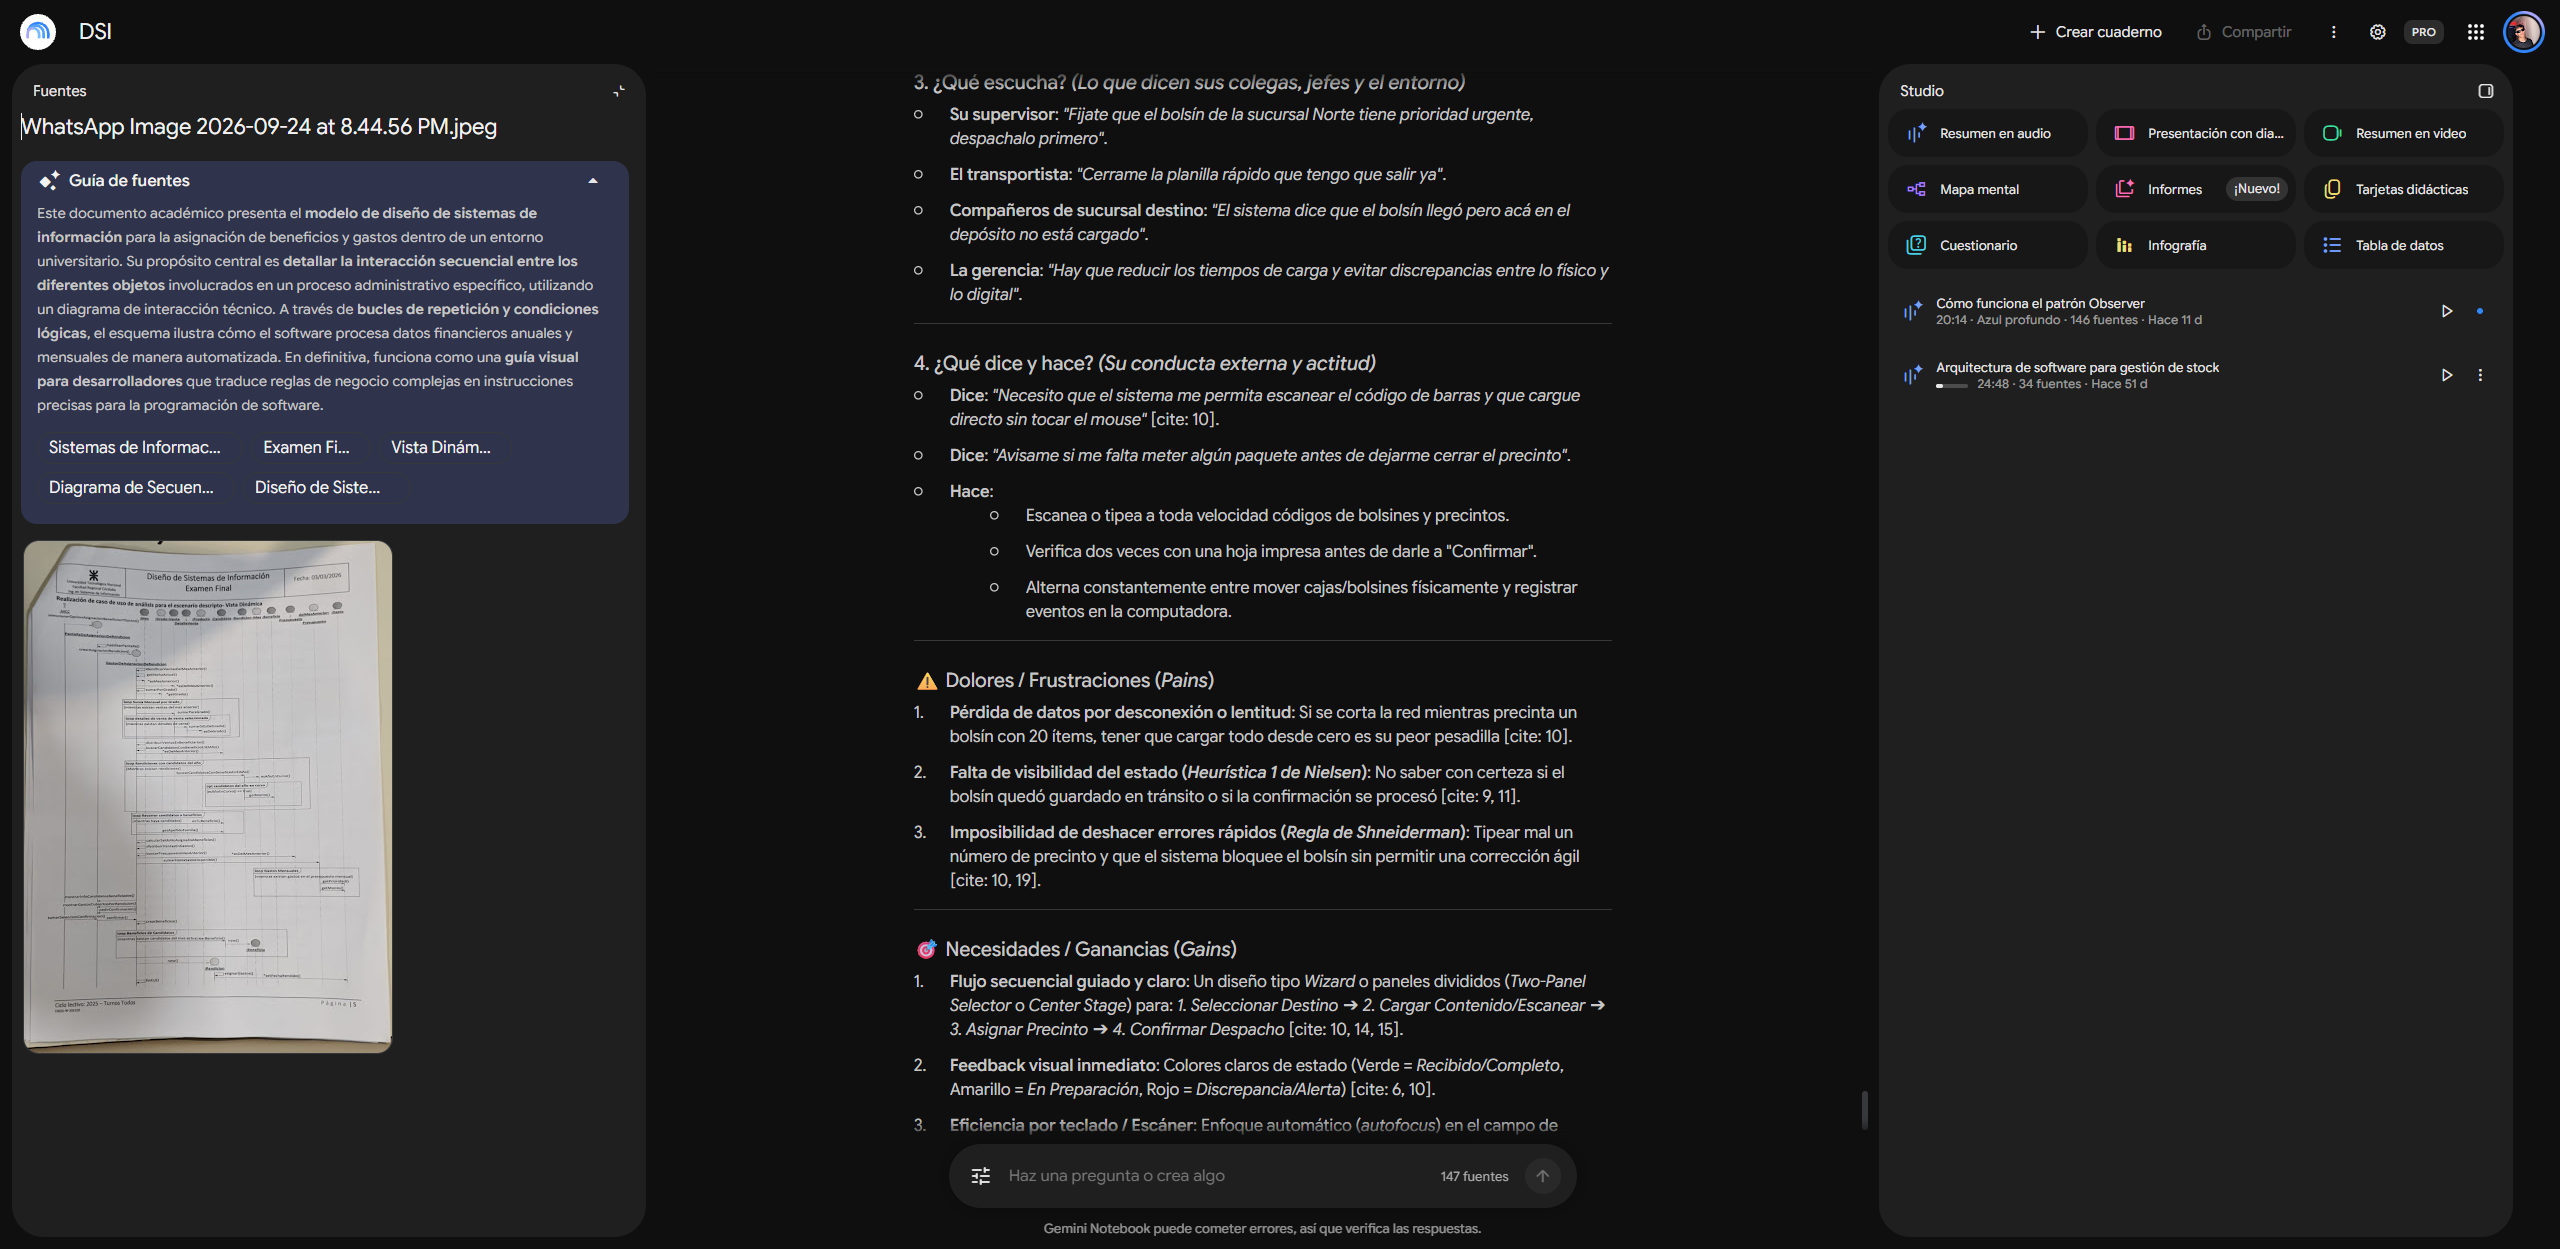 DSI
Crear cuaderno
Compartir
PRO
Fuentes
WhatsApp Image 2026-09-24 at 8.44.56 PM.jpeg
Guía de fuentes
Este documento académico presenta el modelo de diseño de sistemas de
información para la asignación de beneficios y gastos dentro de un entorno
universitario. Su propósito central es detallar la interacción secuencial entre los
diferentes objetos involucrados en un proceso administrativo específico, utilizando
un diagrama de interacción técnico. A través de bucles de repetición y condiciones
lógicas, el esquema ilustra cómo el software procesa datos financieros anuales y
mensuales de manera automatizada. En definitiva, funciona como una guía visual
para desarrolladores que traduce reglas de negocio complejas en instrucciones
precisas para la programación de software.
Sistemas de Informac...
Examen Fi...
Vista Dinám...
Diagrama de Secuen...
Diseño de Siste...
Diseño de Sistemas de Información
Examen Final
Fecha: 03/03/2026
Realización de caso de uso de análisis para el escenario descripto- Vista Dinámica
Ciclo lectivo: 2025 – Turnos Todos
Página | 5
3. ¿Qué escucha? (Lo que dicen sus colegas, jefes y el entorno)
Su supervisor: "Fijate que el bolsín de la sucursal Norte tiene prioridad urgente,
despachalo primero".
El transportista: "Cerrame la planilla rápido que tengo que salir ya".
Compañeros de sucursal destino: "El sistema dice que el bolsín llegó pero acá en el
depósito no está cargado".
La gerencia: "Hay que reducir los tiempos de carga y evitar discrepancias entre lo físico y
lo digital".
4. ¿Qué dice y hace? (Su conducta externa y actitud)
Dice: "Necesito que el sistema me permita escanear el código de barras y que cargue
directo sin tocar el mouse" [cite: 10].
Dice: "Avisame si me falta meter algún paquete antes de dejarme cerrar el precinto".
Hace:
Escanea o tipea a toda velocidad códigos de bolsines y precintos.
Verifica dos veces con una hoja impresa antes de darle a "Confirmar".
Alterna constantemente entre mover cajas/bolsines físicamente y registrar
eventos en la computadora.
Dolores / Frustraciones (Pains)
1. Pérdida de datos por desconexión o lentitud: Si se corta la red mientras precinta un
bolsín con 20 ítems, tener que cargar todo desde cero es su peor pesadilla [cite: 10].
2. Falta de visibilidad del estado (Heurística 1 de Nielsen): No saber con certeza si el
bolsín quedó guardado en tránsito o si la confirmación se procesó [cite: 9, 11].
3. Imposibilidad de deshacer errores rápidos (Regla de Shneiderman): Tipear mal un
número de precinto y que el sistema bloquee el bolsín sin permitir una corrección ágil
[cite: 10, 19].
Necesidades / Ganancias (Gains)
1. Flujo secuencial guiado y claro: Un diseño tipo Wizard o paneles divididos (Two-Panel
Selector o Center Stage) para: 1. Seleccionar Destino → 2. Cargar Contenido/Escanear →
3. Asignar Precinto → 4. Confirmar Despacho [cite: 10, 14, 15].
2. Feedback visual inmediato: Colores claros de estado (Verde = Recibido/Completo,
Amarillo = En Preparación, Rojo = Discrepancia/Alerta) [cite: 6, 10].
3. Eficiencia por teclado / Escáner: Enfoque automático (autofocus) en el campo de
Haz una pregunta o crea algo
147 fuentes
Gemini Notebook puede cometer errores, así que verifica las respuestas.
Studio
Resumen en audio
Presentación con dia...
Resumen en video
Mapa mental
Informes
¡Nuevo!
Tarjetas didácticas
Cuestionario
Infografía
Tabla de datos
Cómo funciona el patrón Observer
20:14 · Azul profundo · 146 fuentes · Hace 11 d
Arquitectura de software para gestión de stock
24:48 · 34 fuentes · Hace 51 d